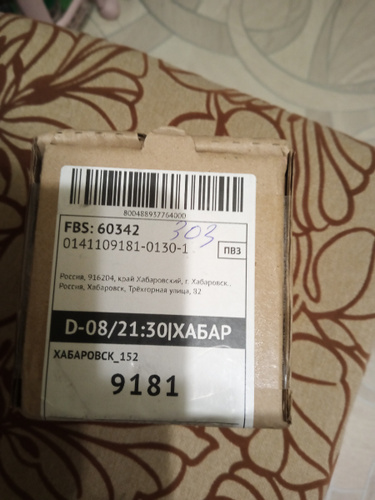 800488937764000
FBS: 60342
303
0141109181-0130-1
ПВЗ
Россия, 916204, край Хабаровский, г. Хабаровск..
Россия, Хабаровск, Трёхгорная улица, 82
D-08/21:30|ХАБАР
ХАБАРОВСК_152
9181